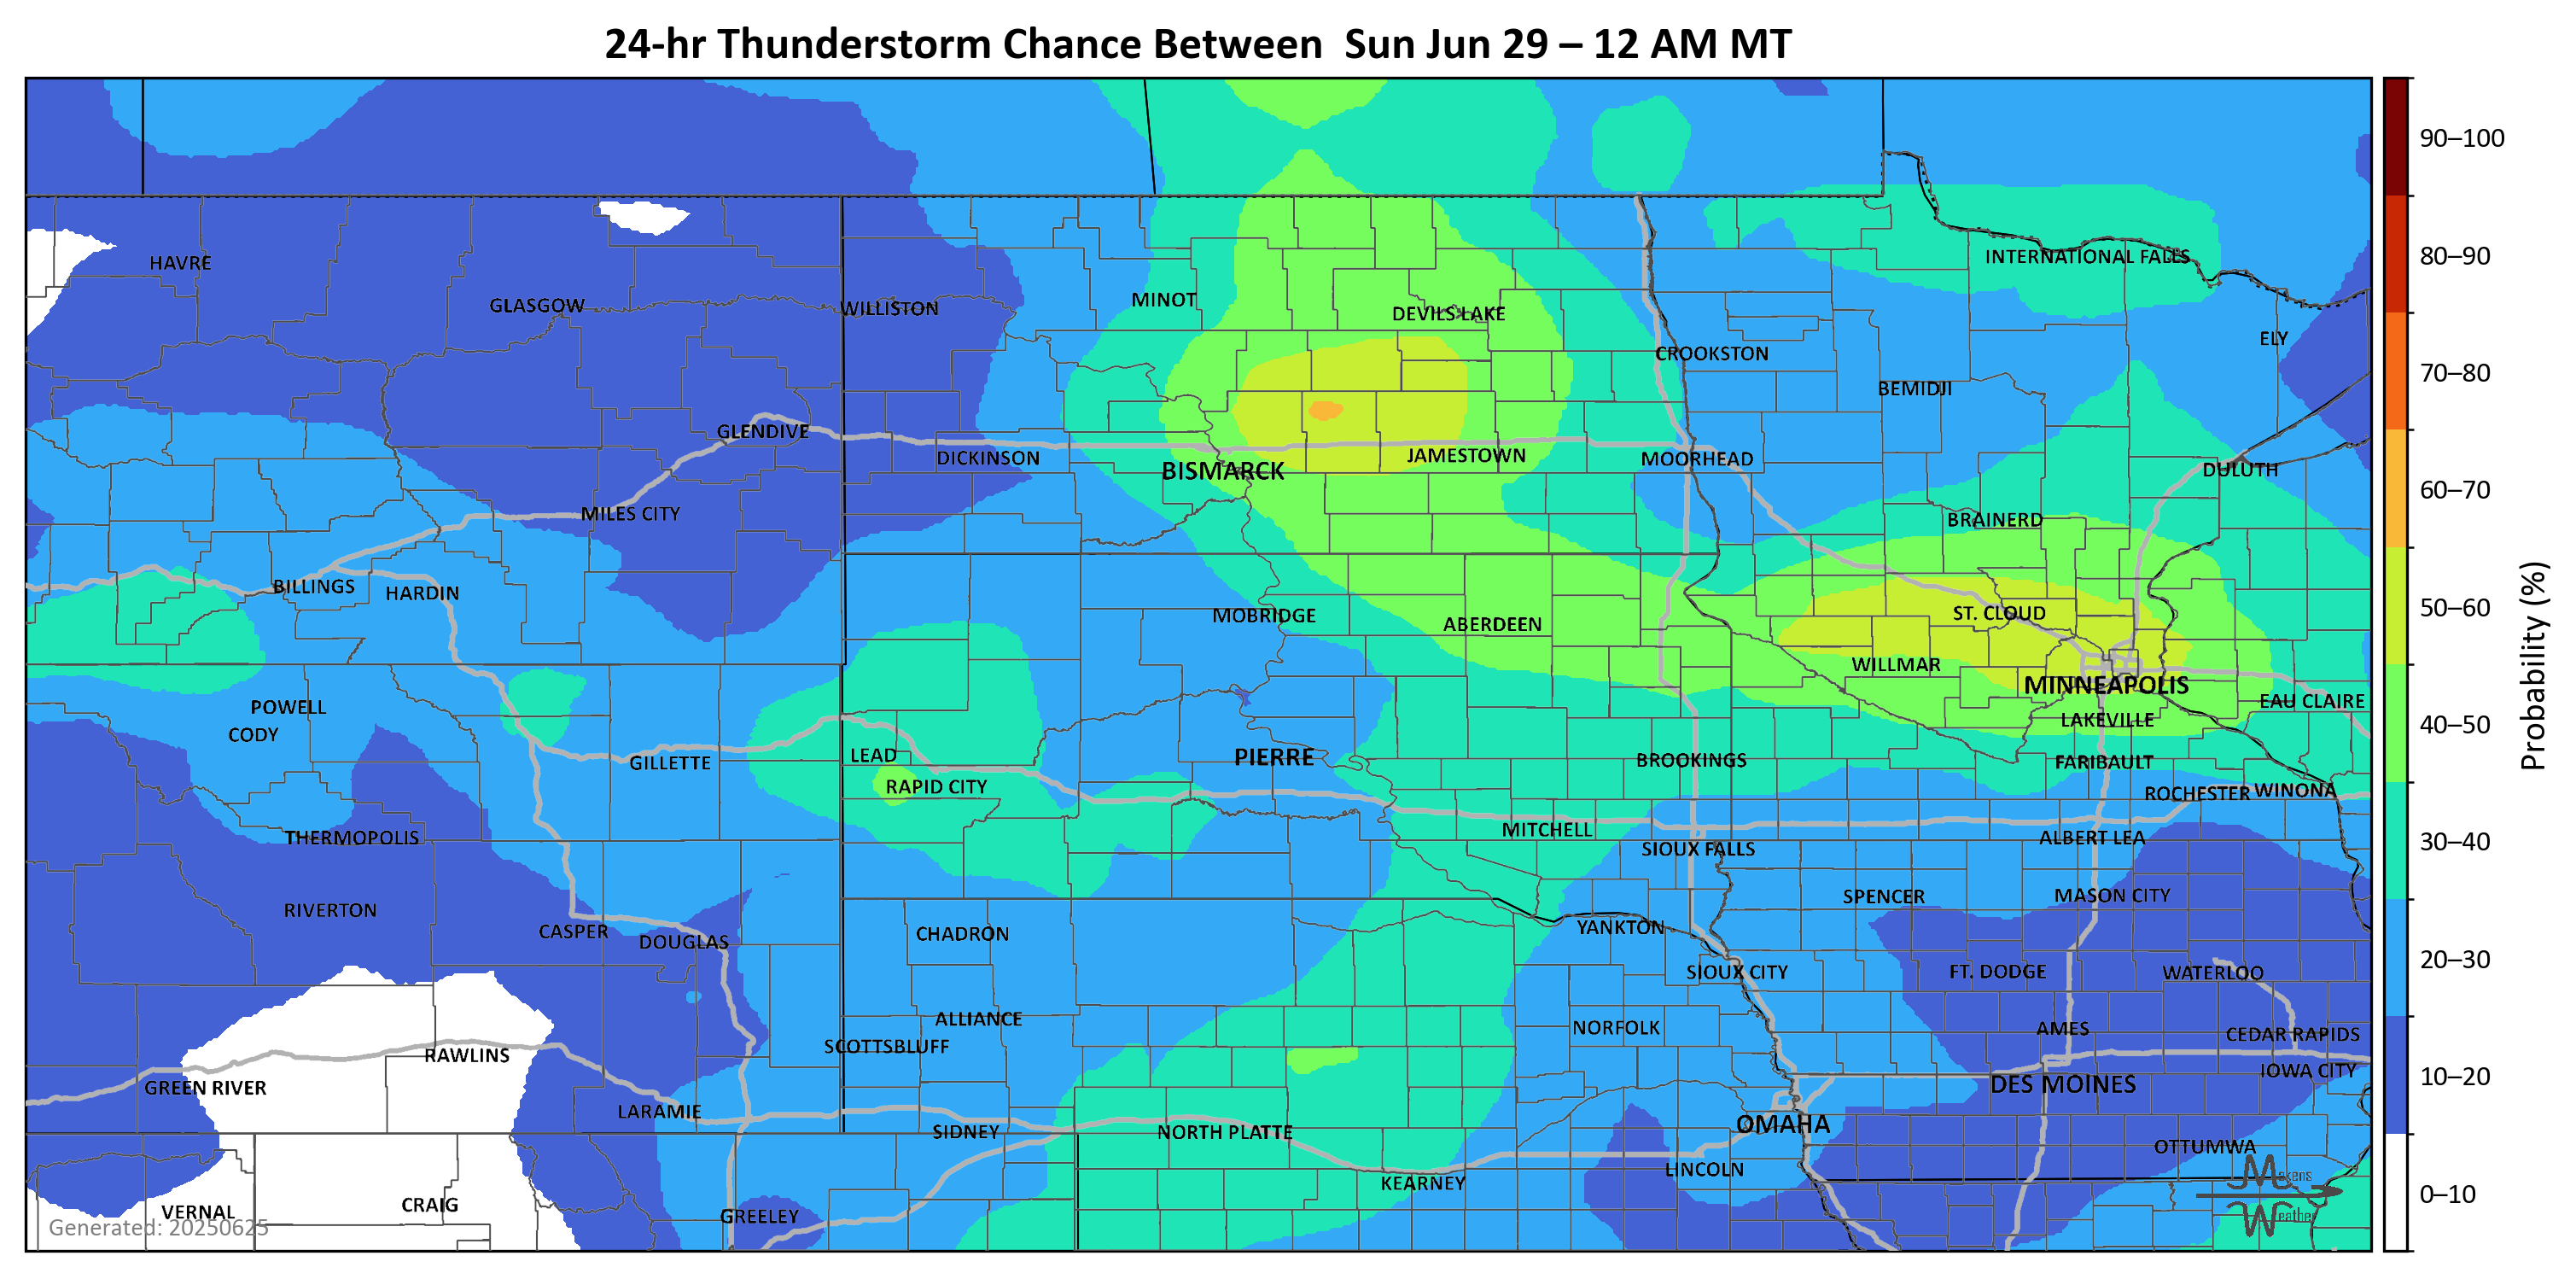 24-hr Thunderstorm Chance Between  Sun Jun 29 – 12 AM MT
90–100
80–90
70–80
60–70
50–60
40–50
30–40
20–30
10–20
0–10
Probability (%)
HAVRE
INTERNATIONAL FALLS
GLASGOW
WILLISTON
MINOT
DEVILS LAKE
ELY
CROOKSTON
BEMIDJI
GLENDIVE
DICKINSON
BISMARCK
JAMESTOWN
MOORHEAD
DULUTH
MILES CITY
BRAINERD
BILLINGS
HARDIN
MOBRIDGE
ABERDEEN
ST. CLOUD
WILLMAR
MINNEAPOLIS
EAU CLAIRE
POWELL
LAKEVILLE
CODY
GILLETTE
LEAD
PIERRE
BROOKINGS
FARIBAULT
RAPID CITY
ROCHESTER
WINONA
THERMOPOLIS
MITCHELL
ALBERT LEA
SIOUX FALLS
RIVERTON
SPENCER
MASON CITY
CASPER
DOUGLAS
CHADRON
YANKTON
SIOUX CITY
FT. DODGE
WATERLOO
ALLIANCE
NORFOLK
AMES
CEDAR RAPIDS
SCOTTSBLUFF
RAWLINS
GREEN RIVER
DES MOINES
IOWA CITY
LARAMIE
SIDNEY
NORTH PLATTE
OMAHA
OTTUMWA
LINCOLN
KEARNEY
VERNAL
CRAIG
GREELEY
Makens
Weather
Generated: 20250625